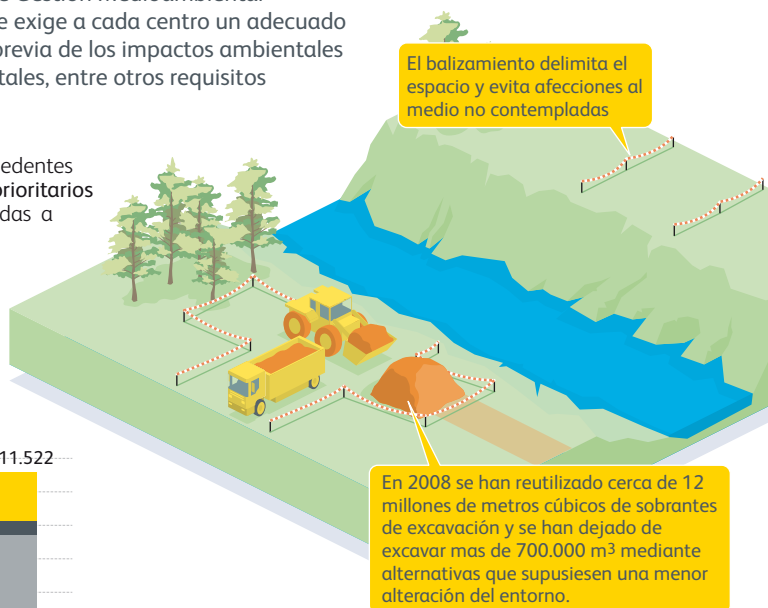 Gestión Medioambiental
e exige a cada centro un adecuado
previa de los impactos ambientales
tales, entre otros requisitos
El balizamiento delimita el
espacio y evita afecciones al
medio no contempladas
edentes
rioritarios
das a
11.522
En 2008 se han reutilizado cerca de 12
millones de metros cúbicos de sobrantes
de excavación y se han dejado de
excavar mas de 700.000 m3 mediante
alternativas que supusiesen una menor
alteración del entorno.